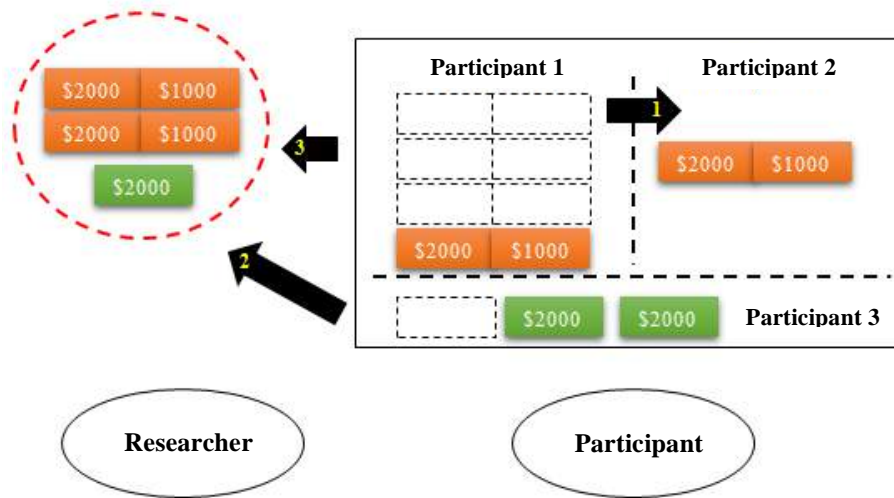 Participant 1
Participant 2
$2000 $1000
$2000 $1000
$2000
3
1
$2000 $1000
$2000 $1000
2
$2000 $2000
Participant 3
Researcher
Participant